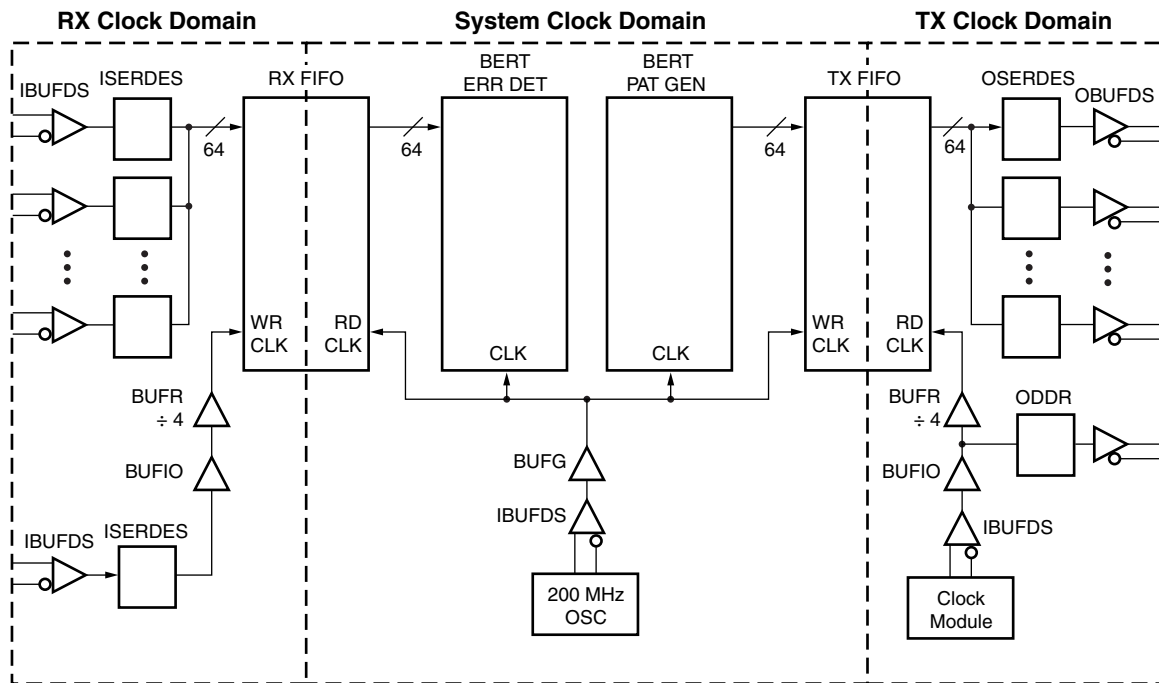 RX Clock Domain
System Clock Domain
TX Clock Domain
IBUFDS
ISERDES
RX FIFO
BERT
ERR DET
BERT
PAT GEN
TX FIFO
OSERDES
OBUFDS
64
64
64
64
WR
CLK
RD
CLK
CLK
CLK
WR
CLK
RD
CLK
BUFR
÷ 4
BUFIO
IBUFDS
ISERDES
BUFG
IBUFDS
200 MHz
OSC
BUFR
÷ 4
ODDR
BUFIO
IBUFDS
Clock
Module